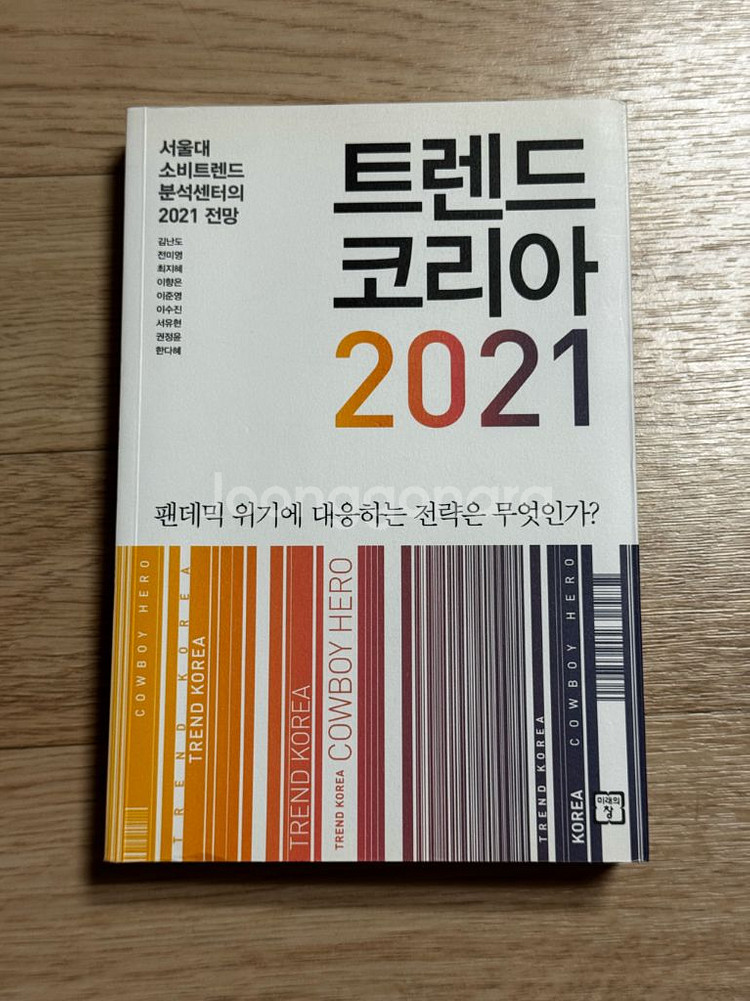 서울대
소비트렌드
분석센터의
2021 전망
김난도
전미영
최지혜
이향은
이준영
이수진
서유현
권정윤
한다혜
트렌드
코리아
2021
joonggonara
팬데믹 위기에 대응하는 전략은 무엇인가?
COWBOY HERO
TREND KOREA
TREND KOREA
TREND KOREA
TREND KOREA
COWBOY HERO
TREND KOREA
KOREA
COWBOY HERO
미래의
창